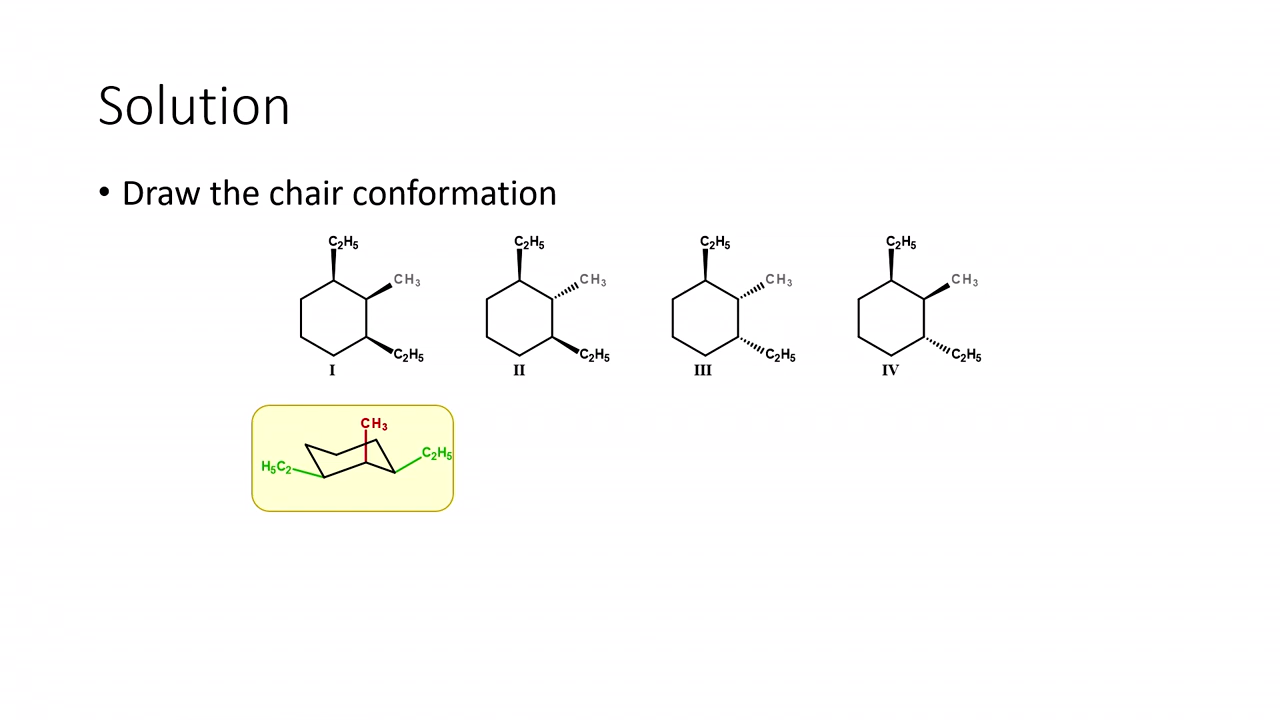 Solution
• Draw the chair conformation
C2H5 C2H5 C2H5 C2H5
CH3 CH3 CH3 CH3
C2H5 C2H5 C2H5 C2H5
I II III IV
CH3
H5C2 C2H5